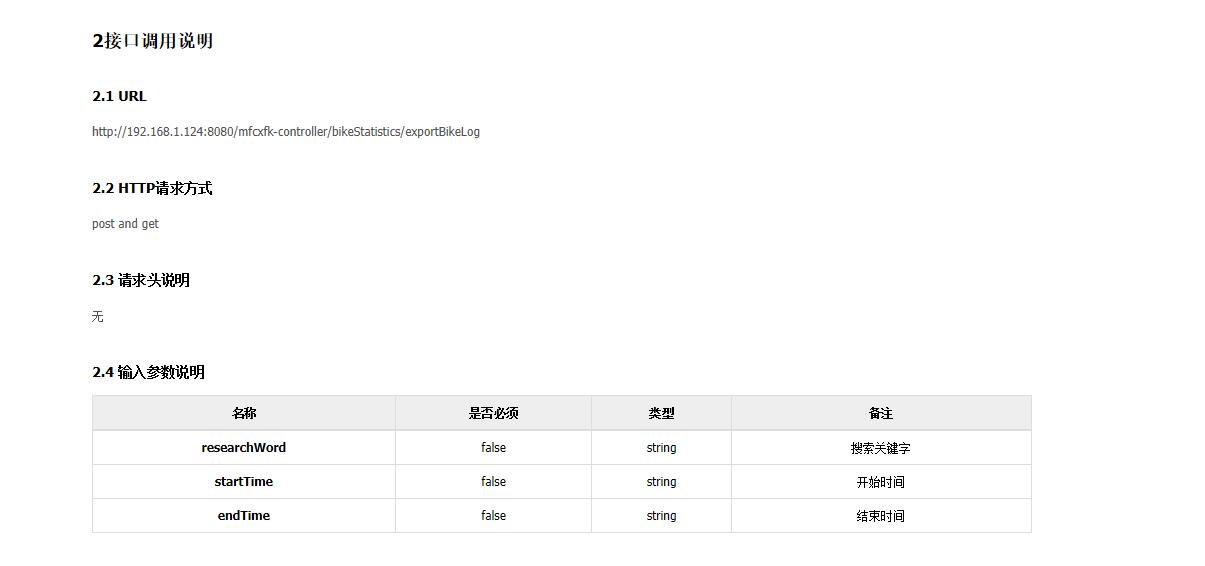 2接口调用说明
2.1 URL
http://192.168.1.124:8080/mfcxfk-controller/bikeStatistics/exportBikeLog
2.2 HTTP请求方式
post and get
2.3 请求头说明
无
2.4 输入参数说明
名称 是否必须 类型 备注
researchWord false string 搜索关键字
startTime false string 开始时间
endTime false string 结束时间